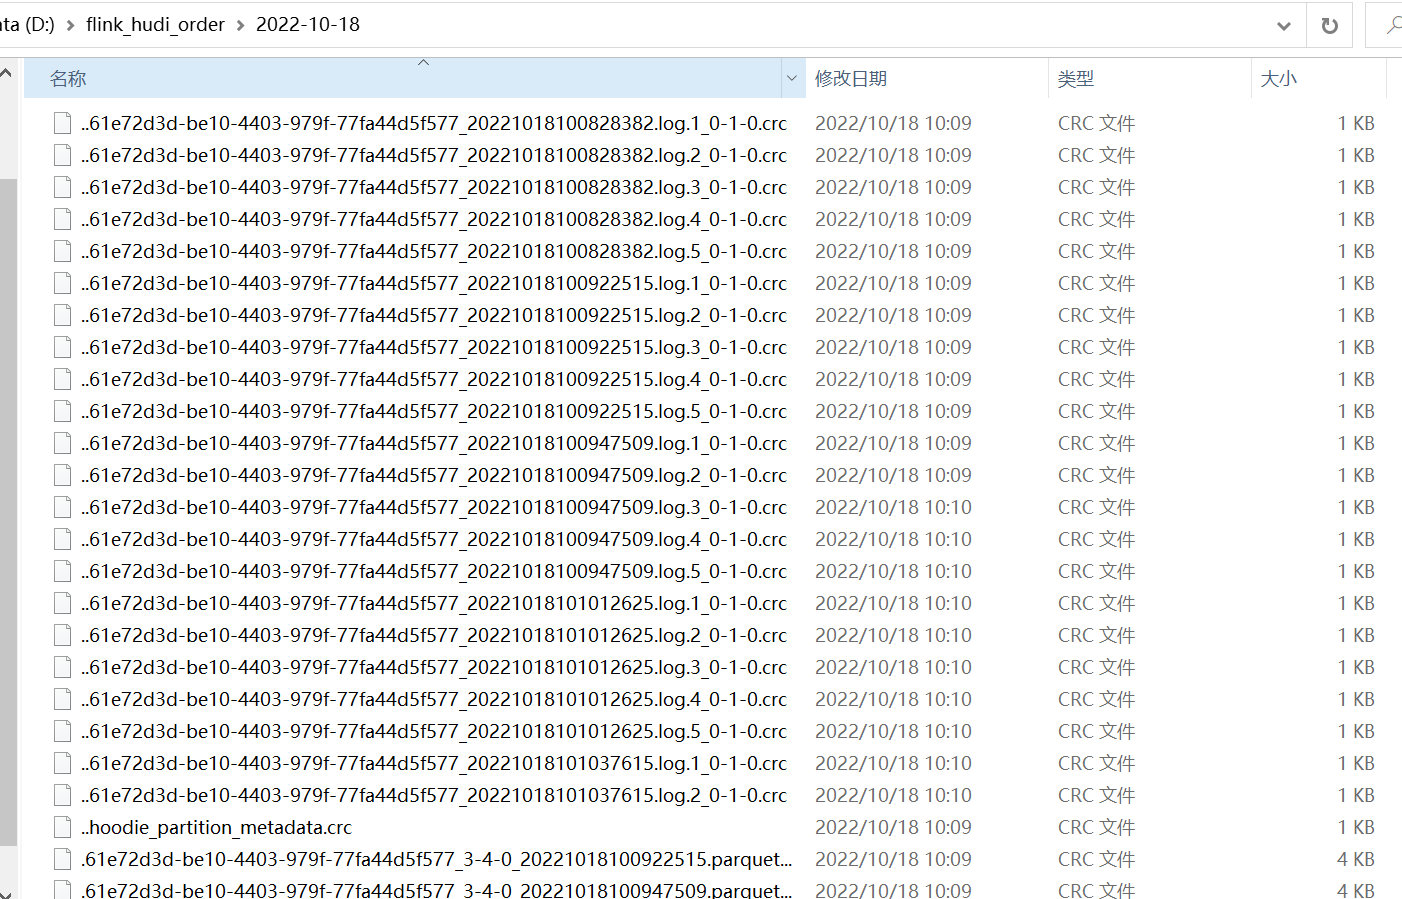 ta (D:) > flink_hudi_order > 2022-10-18
名称 修改日期 类型 大小
..61e72d3d-be10-4403-979f-77fa44d5f577_20221018100828382.log.1_0-1-0.crc 2022/10/18 10:09 CRC 文件 1 KB
..61e72d3d-be10-4403-979f-77fa44d5f577_20221018100828382.log.2_0-1-0.crc 2022/10/18 10:09 CRC 文件 1 KB
..61e72d3d-be10-4403-979f-77fa44d5f577_20221018100828382.log.3_0-1-0.crc 2022/10/18 10:09 CRC 文件 1 KB
..61e72d3d-be10-4403-979f-77fa44d5f577_20221018100828382.log.4_0-1-0.crc 2022/10/18 10:09 CRC 文件 1 KB
..61e72d3d-be10-4403-979f-77fa44d5f577_20221018100828382.log.5_0-1-0.crc 2022/10/18 10:09 CRC 文件 1 KB
..61e72d3d-be10-4403-979f-77fa44d5f577_20221018100922515.log.1_0-1-0.crc 2022/10/18 10:09 CRC 文件 1 KB
..61e72d3d-be10-4403-979f-77fa44d5f577_20221018100922515.log.2_0-1-0.crc 2022/10/18 10:09 CRC 文件 1 KB
..61e72d3d-be10-4403-979f-77fa44d5f577_20221018100922515.log.3_0-1-0.crc 2022/10/18 10:09 CRC 文件 1 KB
..61e72d3d-be10-4403-979f-77fa44d5f577_20221018100922515.log.4_0-1-0.crc 2022/10/18 10:09 CRC 文件 1 KB
..61e72d3d-be10-4403-979f-77fa44d5f577_20221018100922515.log.5_0-1-0.crc 2022/10/18 10:09 CRC 文件 1 KB
..61e72d3d-be10-4403-979f-77fa44d5f577_20221018100947509.log.1_0-1-0.crc 2022/10/18 10:09 CRC 文件 1 KB
..61e72d3d-be10-4403-979f-77fa44d5f577_20221018100947509.log.2_0-1-0.crc 2022/10/18 10:09 CRC 文件 1 KB
..61e72d3d-be10-4403-979f-77fa44d5f577_20221018100947509.log.3_0-1-0.crc 2022/10/18 10:10 CRC 文件 1 KB
..61e72d3d-be10-4403-979f-77fa44d5f577_20221018100947509.log.4_0-1-0.crc 2022/10/18 10:10 CRC 文件 1 KB
..61e72d3d-be10-4403-979f-77fa44d5f577_20221018100947509.log.5_0-1-0.crc 2022/10/18 10:10 CRC 文件 1 KB
..61e72d3d-be10-4403-979f-77fa44d5f577_20221018101012625.log.1_0-1-0.crc 2022/10/18 10:10 CRC 文件 1 KB
..61e72d3d-be10-4403-979f-77fa44d5f577_20221018101012625.log.2_0-1-0.crc 2022/10/18 10:10 CRC 文件 1 KB
..61e72d3d-be10-4403-979f-77fa44d5f577_20221018101012625.log.3_0-1-0.crc 2022/10/18 10:10 CRC 文件 1 KB
..61e72d3d-be10-4403-979f-77fa44d5f577_20221018101012625.log.4_0-1-0.crc 2022/10/18 10:10 CRC 文件 1 KB
..61e72d3d-be10-4403-979f-77fa44d5f577_20221018101012625.log.5_0-1-0.crc 2022/10/18 10:10 CRC 文件 1 KB
..61e72d3d-be10-4403-979f-77fa44d5f577_20221018101037615.log.1_0-1-0.crc 2022/10/18 10:10 CRC 文件 1 KB
..61e72d3d-be10-4403-979f-77fa44d5f577_20221018101037615.log.2_0-1-0.crc 2022/10/18 10:10 CRC 文件 1 KB
..hoodie_partition_metadata.crc 2022/10/18 10:09 CRC 文件 1 KB
.61e72d3d-be10-4403-979f-77fa44d5f577_3-4-0_20221018100922515.parquet... 2022/10/18 10:09 CRC 文件 4 KB
.61e72d3d-be10-4403-979f-77fa44d5f577_3-4-0_20221018100947509.parquet... 2022/10/18 10:09 CRC 文件 4 KB